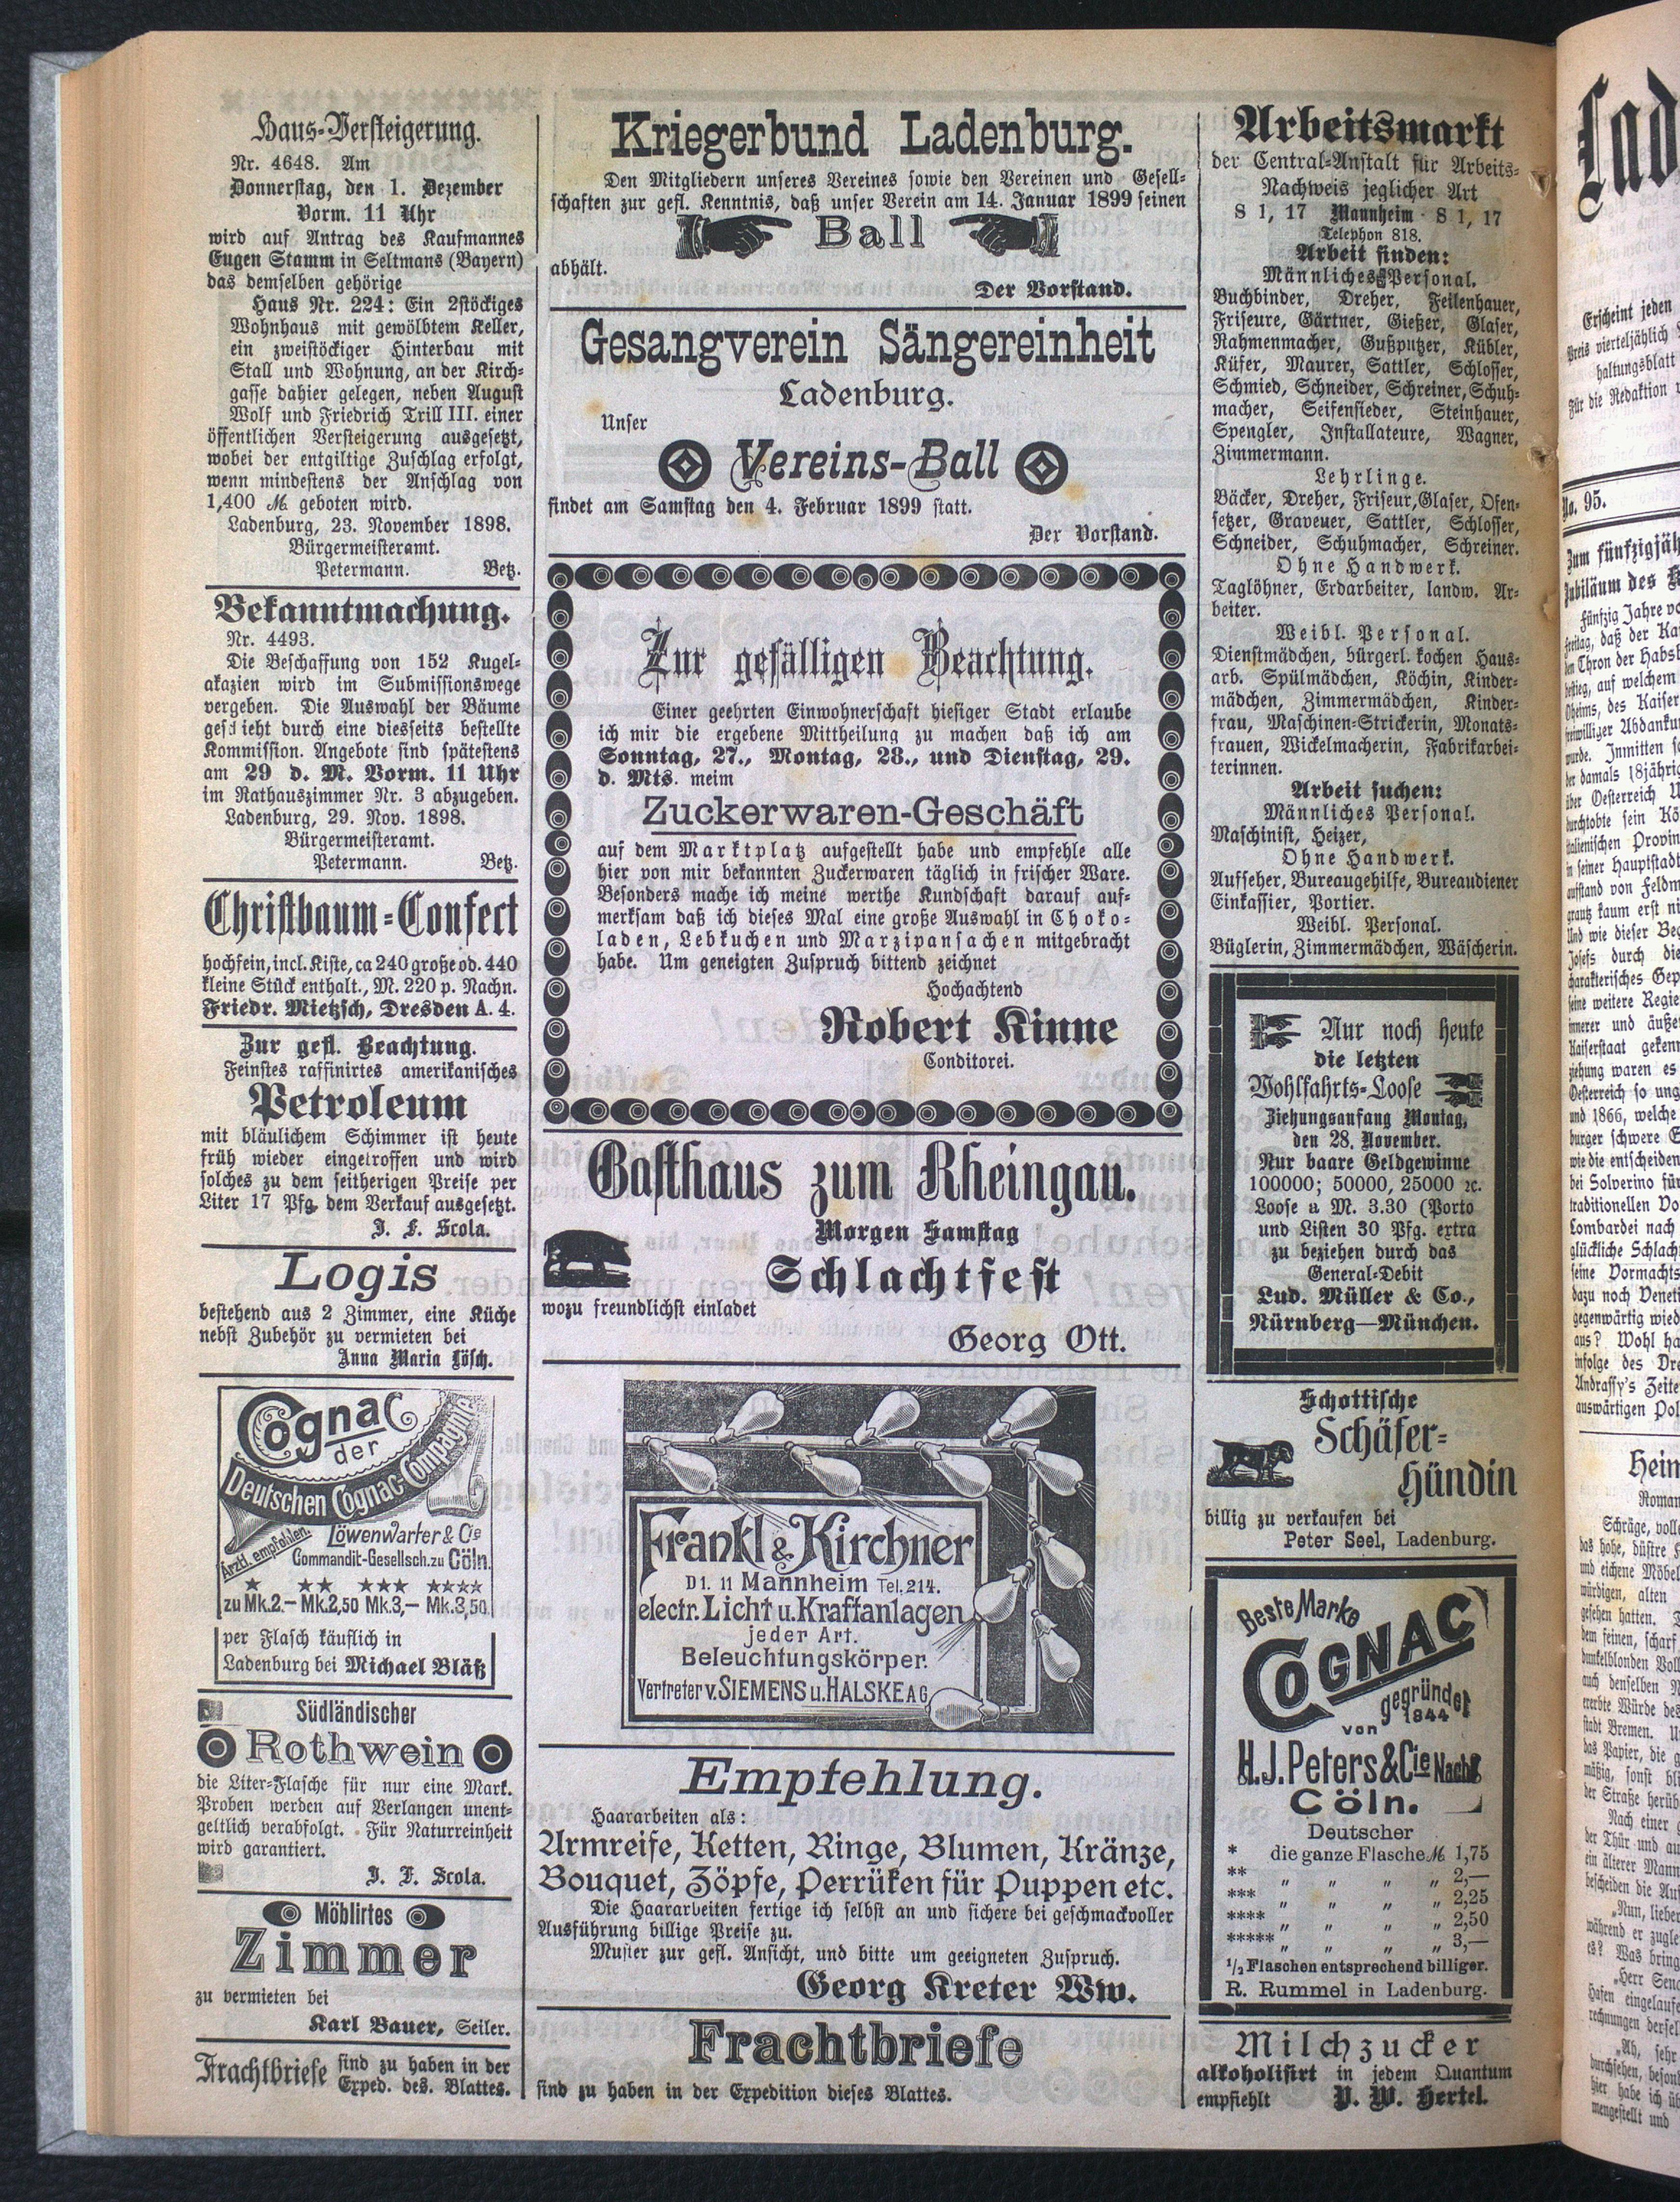 Haus-Versteigerung.
Nr. 4648. Am
Donnerstag, den 1. Dezember
Vorm. 11 Uhr
wird auf Antrag des Kaufmannes
Eugen Stamm in Seltmans (Bayern)
das demselben gehörige
Haus Nr. 224: Ein 2stöckiges
Wohnhaus mit gewölbtem Keller,
ein zweistöckiger Hinterbau mit
Stall und Wohnung, an der Kirch-
gasse dahier gelegen, neben August
Wolf und Friedrich Trill III. einer
öffentlichen Versteigerung ausgesetzt,
wobei der entgiltige Zuschlag erfolgt,
wenn mindestens der Anschlag von
1,400 M geboten wird.
Ladenburg, 23. November 1898.
Bürgermeisteramt.
Petermann. Betz.
Bekanntmachung.
Nr. 4493.
Die Beschaffung von 152 Kugel-
akazien wird im Submissionswege
vergeben. Die Auswahl der Bäume
geschieht durch eine diesseits bestellte
Kommission. Angebote sind spätestens
am 29 d. M. Vorm. 11 Uhr
im Rathauszimmer Nr. 3 abzugeben.
Ladenburg, 29. Nov. 1898.
Bürgermeisteramt.
Petermann. Betz.
Christbaum-Confect
hochfein, incl. Kiste, ca 240 große od. 440
kleine Stück enthalt., M. 220 p. Nachn.
Friedr. Mietzsch, Dresden A. 4.
Zur gefl. Beachtung.
Feinstes raffinirtes amerikanisches
Petroleum
mit bläulichem Schimmer ist heute
früh wieder eingetroffen und wird
solches zu dem seitherigen Preise per
Liter 17 Pfg. dem Verkauf ausgesetzt.
J. F. Scola.
Logis
bestehend aus 2 Zimmer, eine Küche
nebst Zubehör zu vermieten bei
Anna Maria Lösch.
Cognac
der
Deutschen Cognac-Compagnie
Ärztl. empfohlen.
Löwenwarter & Cie
Commandit-Gesellsch. zu Cöln.
★ ★★ ★★★ ★★★★
zu Mk.2.– Mk.2,50 Mk.3,– Mk.3,50
per Flasch käuflich in
Ladenburg bei Michael Bläß
Südländischer
Rothwein
die Liter-Flasche für nur eine Mark.
Proben werden auf Verlangen unent-
geltlich verabfolgt. Für Naturreinheit
wird garantiert.
J. F. Scola.
Möblirtes
Zimmer
zu vermieten bei
Karl Bauer, Seiler.
Frachtbriefe sind zu haben in der
Exped. des. Blattes.
Kriegerbund Ladenburg.
Den Mitgliedern unseres Vereines sowie den Vereinen und Gesell-
schaften zur gefl. Kenntnis, daß unser Verein am 14. Januar 1899 seinen
Ball
abhält.
Der Vorstand.
Gesangverein Sängereinheit
Ladenburg.
Unser
Vereins-Ball
findet am Samstag den 4. Februar 1899 statt.
Der Vorstand.
Zur gefälligen Beachtung.
Einer geehrten Einwohnerschaft hiesiger Stadt erlaube
ich mir die ergebene Mittheilung zu machen daß ich am
Sonntag, 27., Montag, 28., und Dienstag, 29.
d. Mts. meim
Zuckerwaren-Geschäft
auf dem Marktplatz aufgestellt habe und empfehle alle
hier von mir bekannten Zuckerwaren täglich in frischer Ware.
Besonders mache ich meine werthe Kundschaft darauf auf-
merksam daß ich dieses Mal eine große Auswahl in Choko-
laden, Lebkuchen und Marzipansachen mitgebracht
habe. Um geneigten Zuspruch bittend zeichnet
Hochachtend
Robert Kinne
Conditorei.
Gasthaus zum Rheingau.
Morgen Samstag
Schlachtfest
wozu freundlichst einladet
Georg Ott.
Frankl & Kirchner
D1. 11 Mannheim Tel. 214.
electr. Licht u. Kraftanlagen
jeder Art.
Beleuchtungskörper.
Vertreter v. SIEMENS u. HALSKE AG
Empfehlung.
Haararbeiten als:
Armreife, Ketten, Ringe, Blumen, Kränze,
Bouquet, Zöpfe, Perrüken für Puppen etc.
Die Haararbeiten fertige ich selbst an und sichere bei geschmackvoller
Ausführung billige Preise zu.
Muster zur gefl. Ansicht, und bitte um geeigneten Zuspruch.
Georg Kreter Ww.
Frachtbriefe
sind zu haben in der Expedition dieses Blattes.
Arbeitsmarkt
der Central-Anstalt für Arbeits-
Nachweis jeglicher Art
S 1, 17 Mannheim S 1, 17
Telephon 818.
Arbeit finden:
Männliches Personal.
Buchbinder, Dreher, Feilenhauer,
Friseure, Gärtner, Gießer, Glaser,
Rahmenmacher, Gußputzer, Kübler,
Küfer, Maurer, Sattler, Schlosser,
Schmied, Schneider, Schreiner, Schuh-
macher, Seifensieder, Steinhauer,
Spengler, Installateure, Wagner,
Zimmermann.
Lehrlinge.
Bäcker, Dreher, Friseur, Glaser, Ofen-
setzer, Graveuer, Sattler, Schlosser,
Schneider, Schuhmacher, Schreiner.
Ohne Handwerk.
Taglöhner, Erdarbeiter, landw. Ar-
beiter.
Weibl. Personal.
Dienstmädchen, bürgerl. kochen Haus-
arb. Spülmädchen, Köchin, Kinder-
mädchen, Zimmermädchen, Kinder-
frau, Maschinen-Strickerin, Monats-
frauen, Wickelmacherin, Fabrikarbei-
terinnen.
Arbeit suchen:
Männliches Personal.
Maschinist, Heizer,
Ohne Handwerk.
Aufseher, Bureaugehilfe, Bureaudiener
Einkassier, Portier.
Weibl. Personal.
Büglerin, Zimmermädchen, Wäscherin.
Nur noch heute
die letzten
Wohlfahrts-Loose
Ziehungsanfang Montag,
den 28. November.
Nur baare Geldgewinne
100000; 50000, 25000 ꝛc.
Loose a M. 3.30 (Porto
und Listen 30 Pfg. extra
zu beziehen durch das
General-Debit
Lud. Müller & Co.,
Nürnberg—München.
Schottische
Schäfer-
Hündin
billig zu verkaufen bei
Peter Seel, Ladenburg.
Beste Marke
COGNAC
gegründet
1844
von
H.J. Peters & Cie Nachf.
Cöln.
Deutscher
* die ganze Flasche M 1,75
** „ „ „ „ 2,—
*** „ „ „ „ 2,25
**** „ „ „ „ 2,50
***** „ „ „ „ 3,—
1/2 Flaschen entsprechend billiger.
R. Rummel in Ladenburg.
Milchzucker
alkoholisirt in jedem Quantum
empfiehlt P. W. Hertel.
Lad
Erscheint jeden
Preis vierteljährlich
haltungsblatt
Für die Redaktion
No. 95.
Zum fünfzigjäh
Jubiläum des K
Fünfzig Jahre